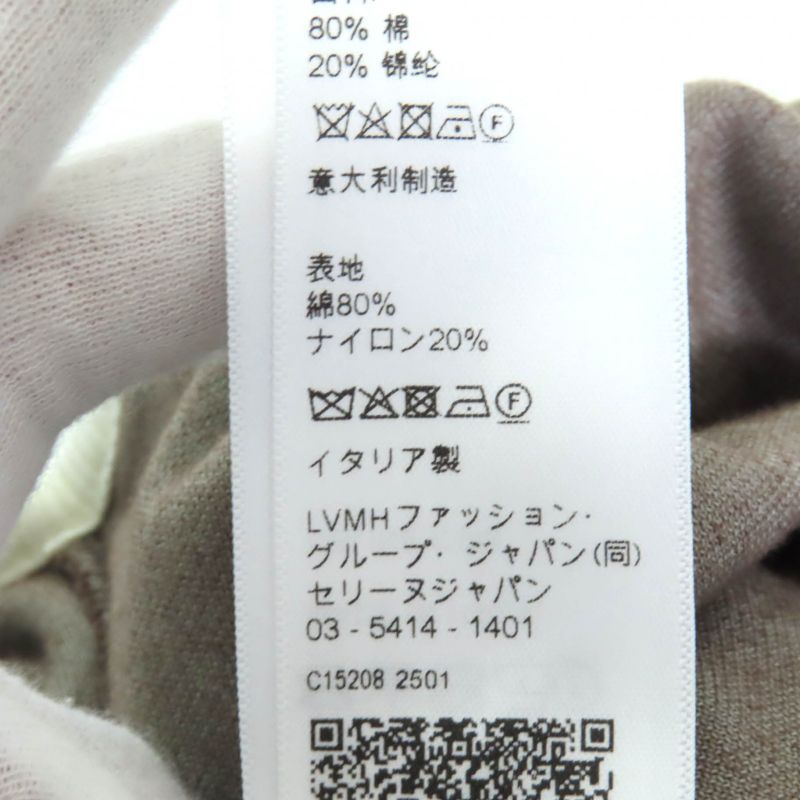 80% 棉
20% 锦纶
意大利制造
表地
綿80%
ナイロン20%
F
イタリア製
LVMHファッション・
グループ・ジャパン(同)
セリーヌジャパン
03 - 5414 - 1401
C15208 2501